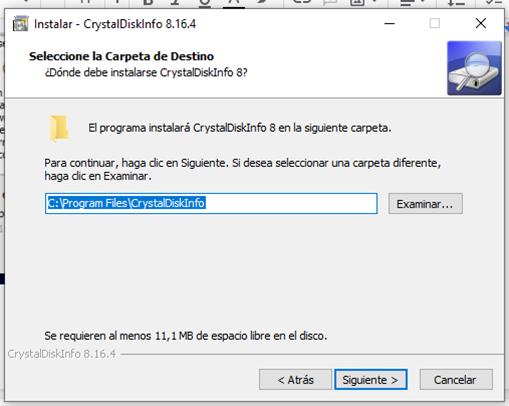 Instalar - CrystalDiskInfo 8.16.4
Seleccione la Carpeta de Destino
¿Dónde debe instalarse CrystalDiskInfo 8?
El programa instalará CrystalDiskInfo 8 en la siguiente carpeta.
Para continuar, haga clic en Siguiente. Si desea seleccionar una carpeta diferente,
haga clic en Examinar.
C:\Program Files\CrystalDiskInfo
Examinar...
Se requieren al menos 11,1 MB de espacio libre en el disco.
CrystalDiskInfo 8.16.4
< Atrás
Siguiente >
Cancelar